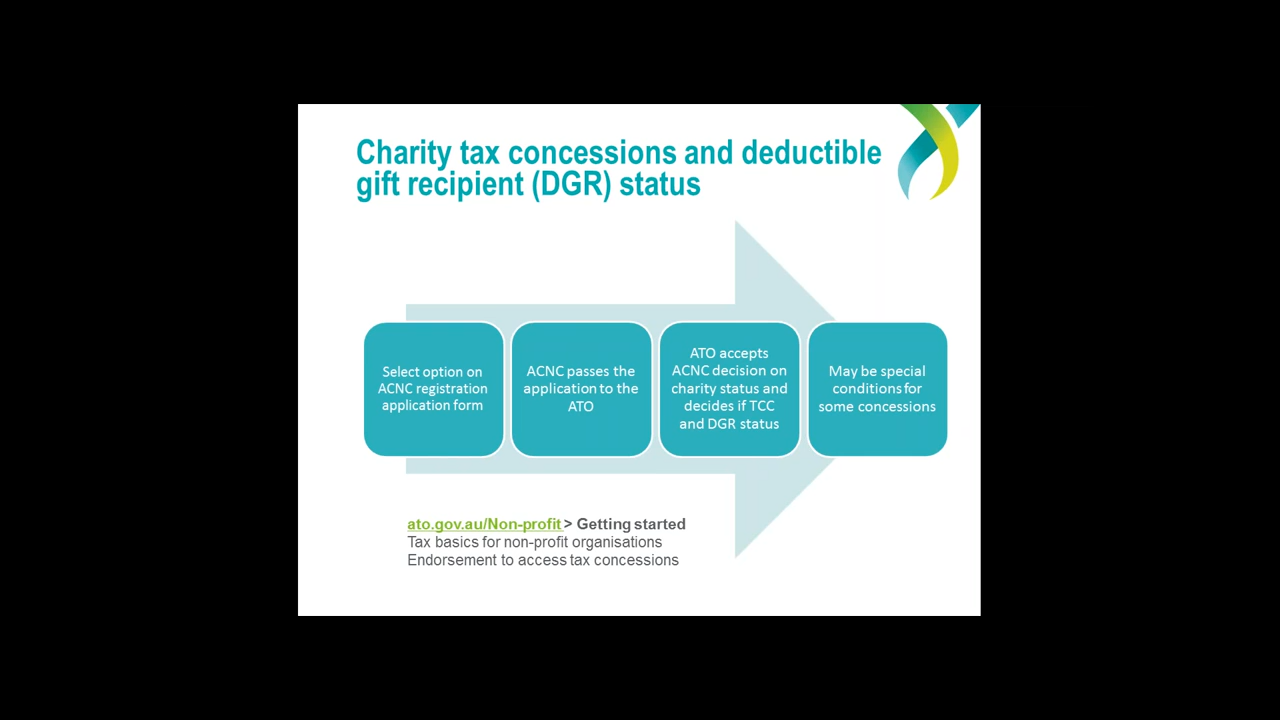 Charity tax concessions and deductible
gift recipient (DGR) status
Select option on
ACNC registration
application form
ACNC passes the
application to the
ATO
ATO accepts
ACNC decision on
charity status and
decides if TCC
and DGR status
May be special
conditions for
some concessions
ato.gov.au/Non-profit > Getting started
Tax basics for non-profit organisations
Endorsement to access tax concessions